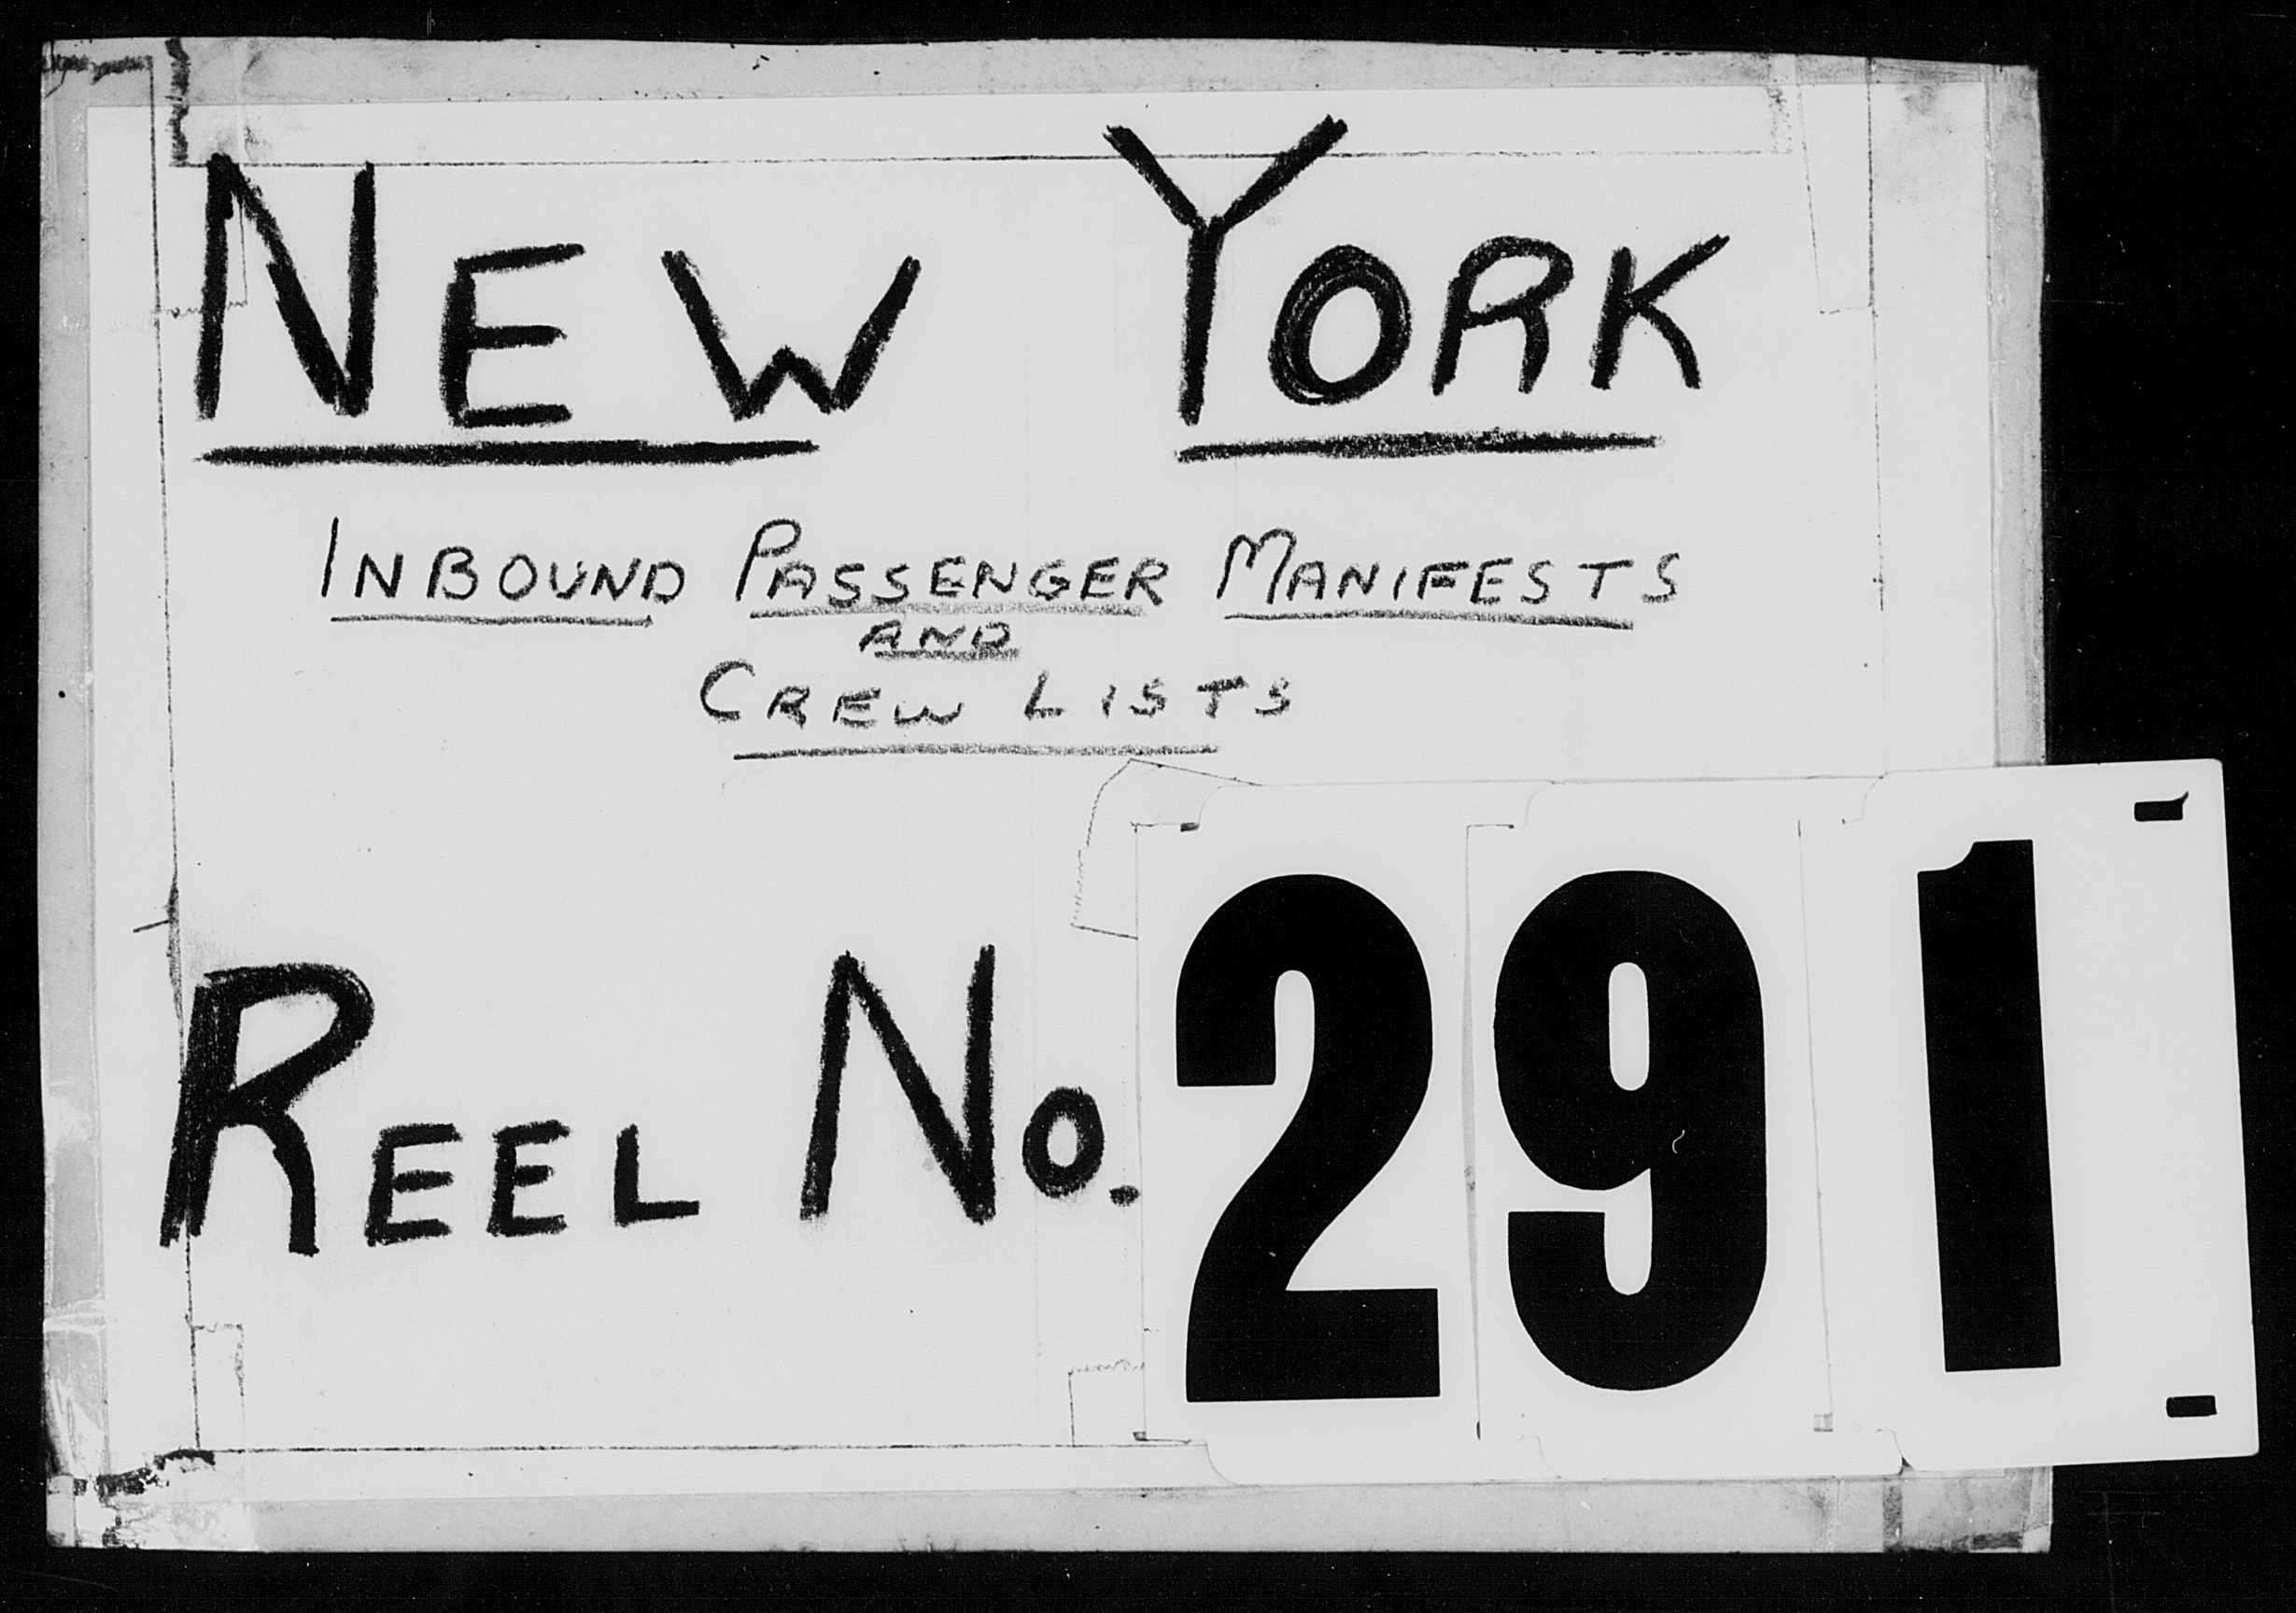 NEW YORK
INBOUND PASSENGER MANIFESTS
AND
CREW LISTS
REEL NO. 291